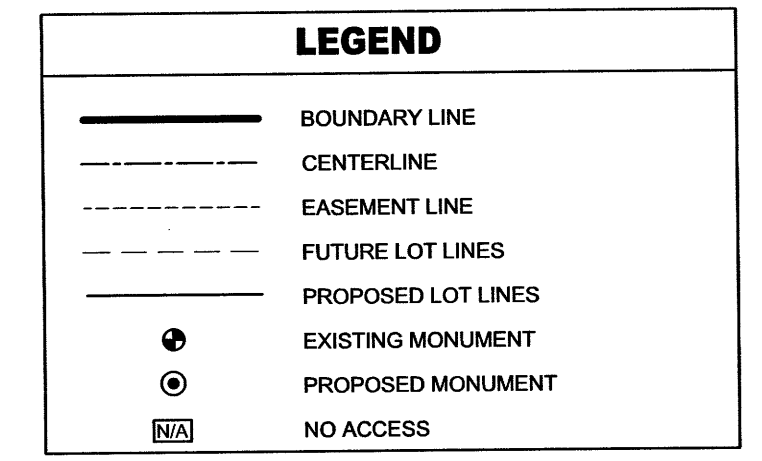 LEGEND
BOUNDARY LINE
CENTERLINE
EASEMENT LINE
FUTURE LOT LINES
PROPOSED LOT LINES
EXISTING MONUMENT
PROPOSED MONUMENT
N/A NO ACCESS